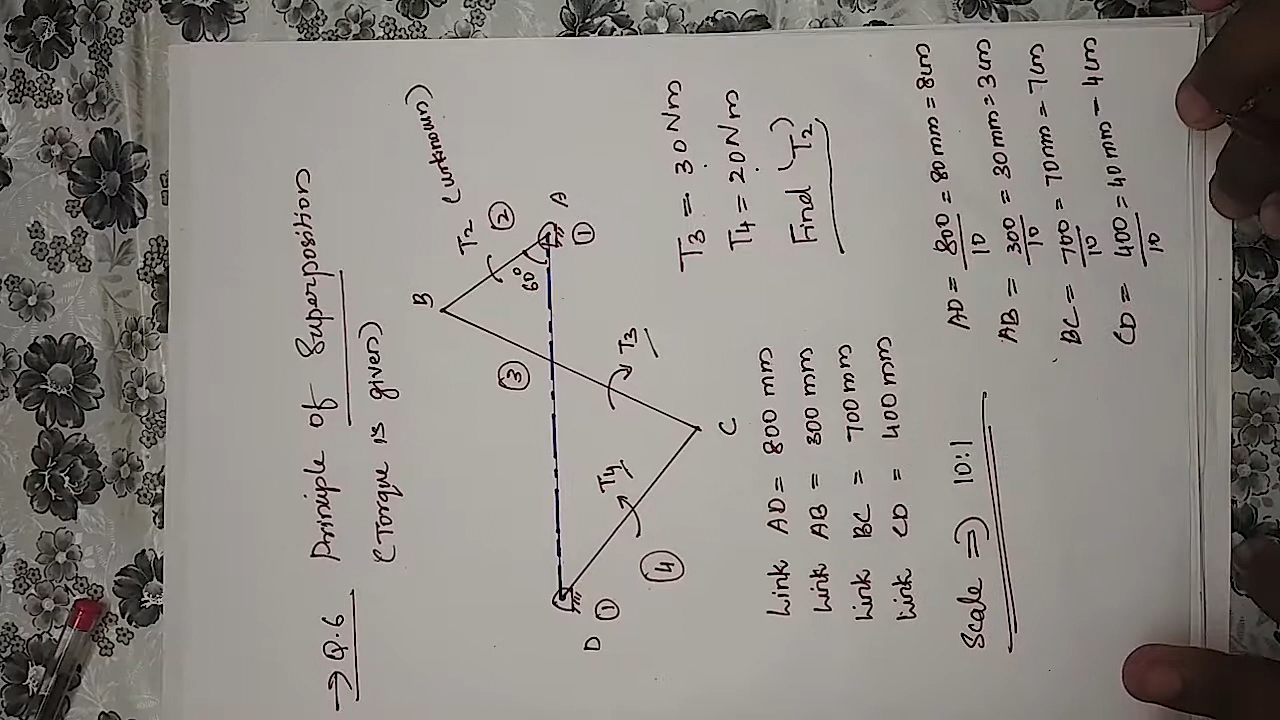 → Q.6 Principle of Superposition
(Torque is given)
B
T2 (unknown)
②
A
60°
①
③
T3
T4
④
C
D
①
Link AD = 800 mm
Link AB = 300 mm
Link BC = 700 mm
Link CD = 400 mm
T3 = 30 Nm
T4 = 20 Nm
Find (T2)
Scale ⇒ 10:1
AD = 800/10 = 80 mm = 8 cm
AB = 300/10 = 30 mm = 3 cm
BC = 700/10 = 70 mm = 7 cm
CD = 400/10 = 40 mm - 4 cm